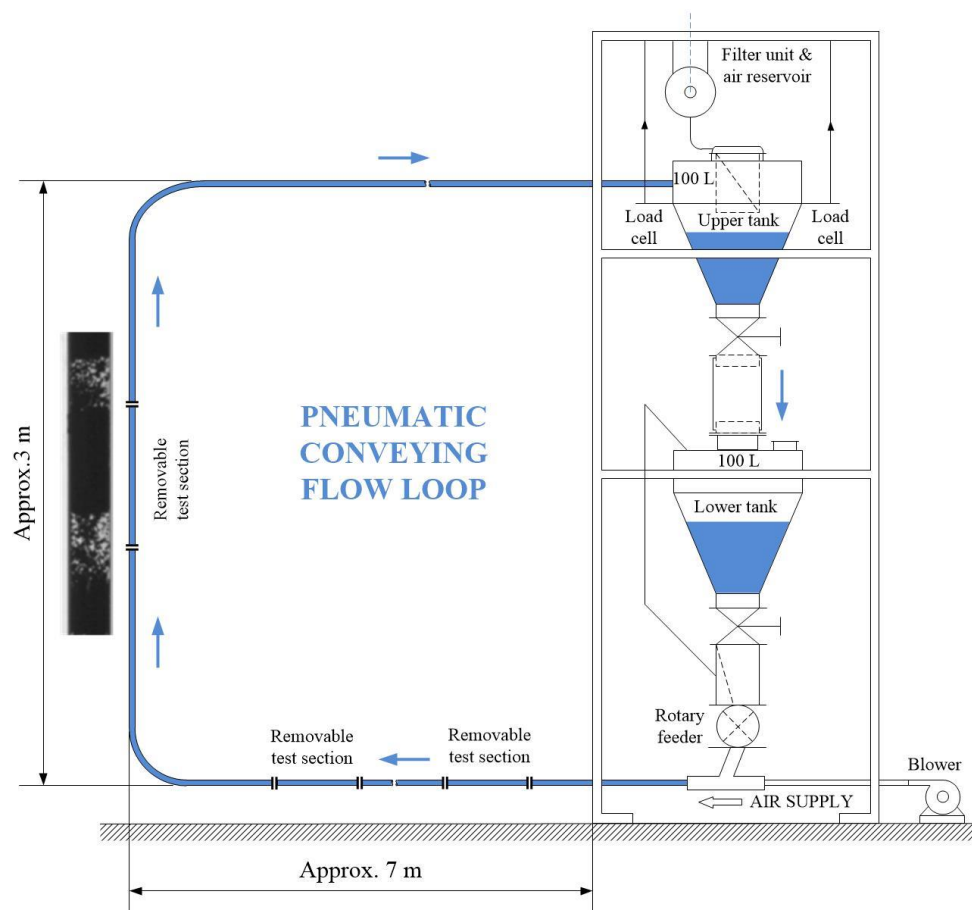 Filter unit &
air reservoir
100 L
Upper tank
Load
cell
Load
cell
PNEUMATIC
CONVEYING
FLOW LOOP
Approx.3 m
Removable
test section
100 L
Lower tank
Rotary
feeder
Removable
test section
Removable
test section
Blower
AIR SUPPLY
Approx. 7 m